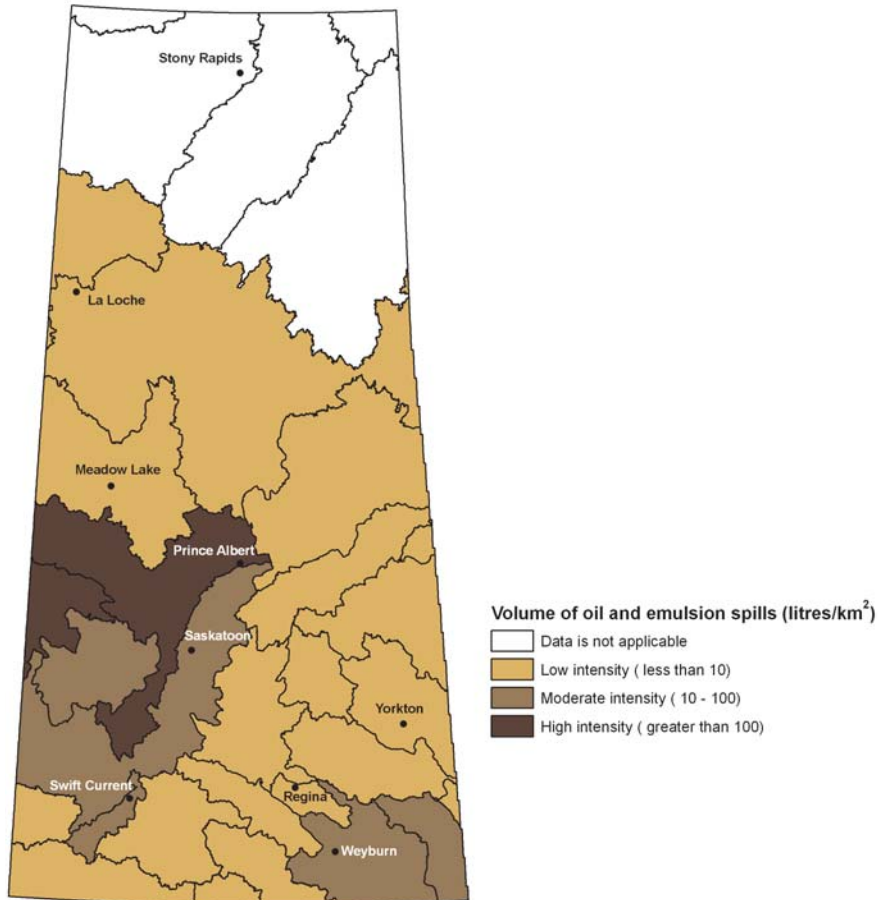 Stony Rapids
La Loche
Meadow Lake
Prince Albert
Saskatoon
Yorkton
Swift Current
Regina
Weyburn
Volume of oil and emulsion spills (litres/km²)
Data is not applicable
Low intensity ( less than 10)
Moderate intensity ( 10 - 100)
High intensity ( greater than 100)